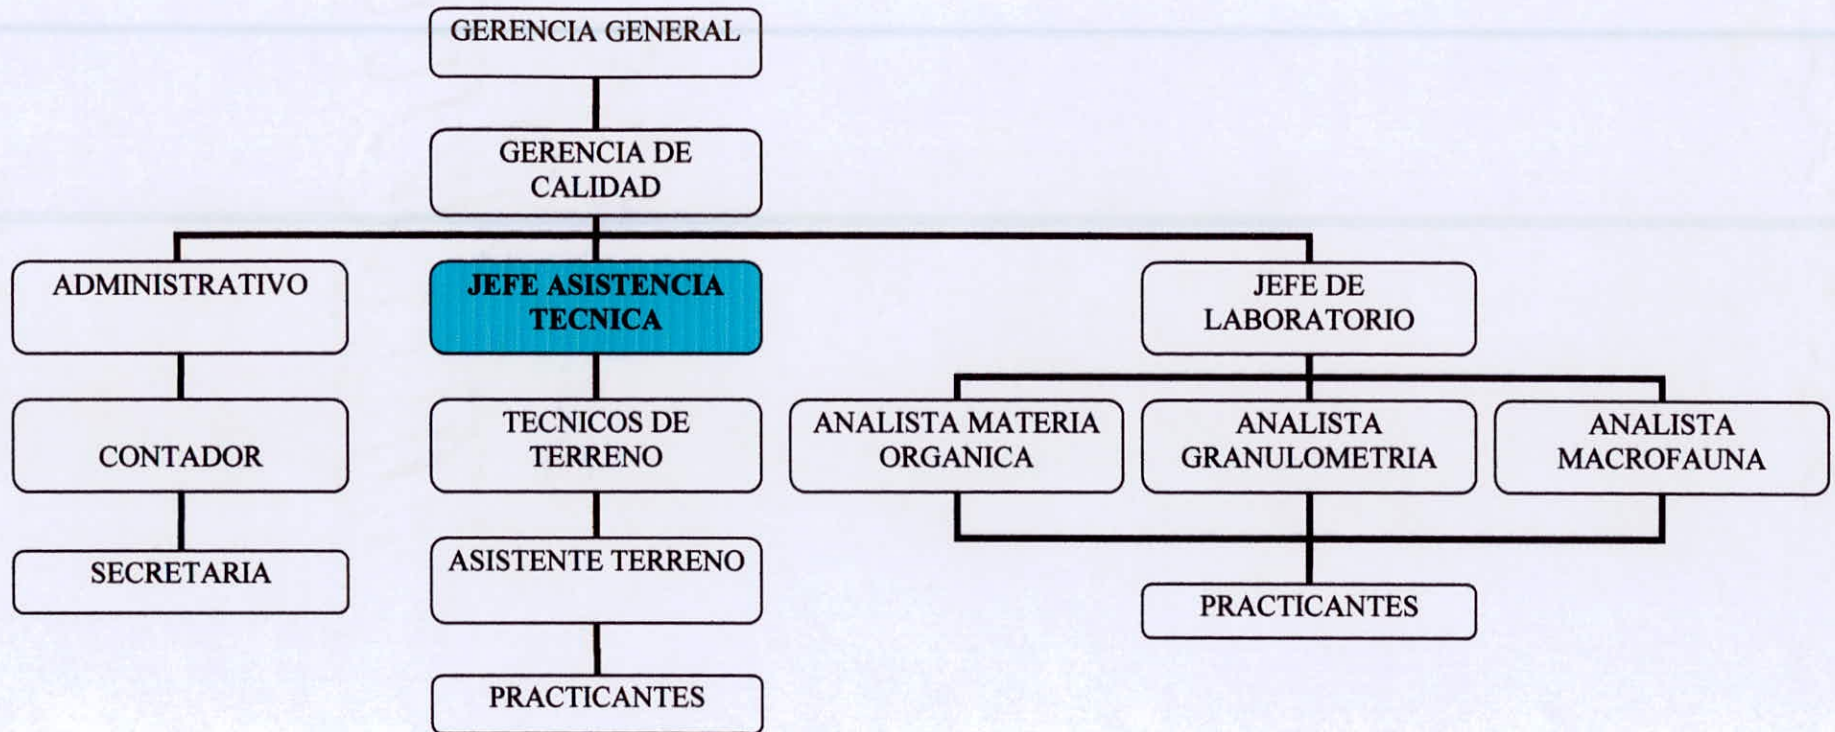 GERENCIA GENERAL
GERENCIA DE
CALIDAD
ADMINISTRATIVO
JEFE ASISTENCIA
TECNICA
JEFE DE
LABORATORIO
CONTADOR
TECNICOS DE
TERRENO
ANALISTA MATERIA
ORGANICA
ANALISTA
GRANULOMETRIA
ANALISTA
MACROFAUNA
SECRETARIA
ASISTENTE TERRENO
PRACTICANTES
PRACTICANTES